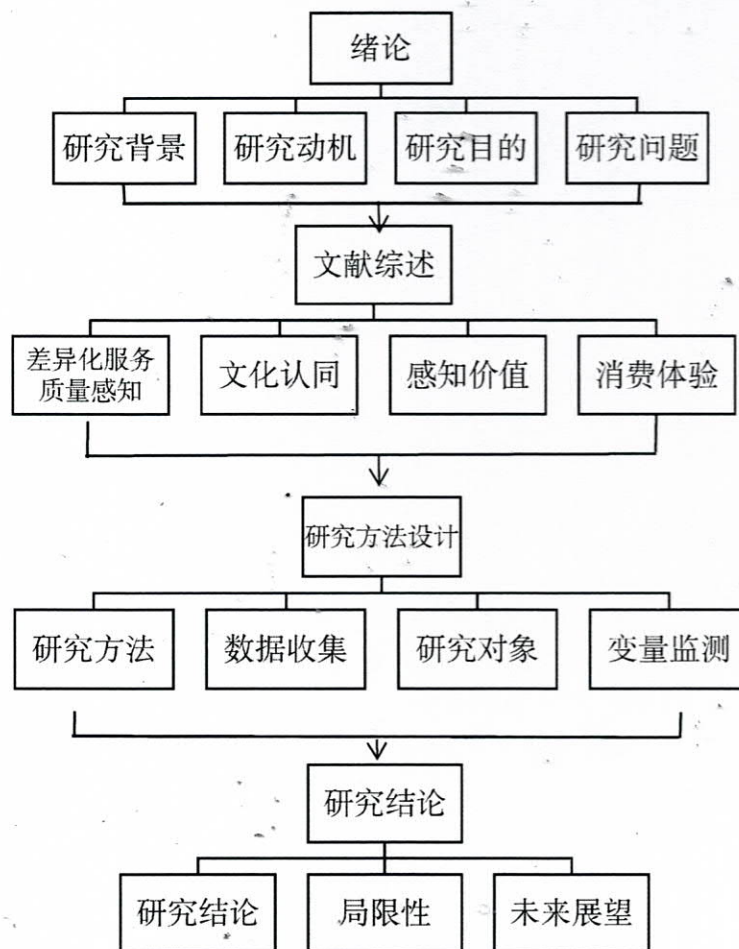 绪论
研究背景
研究动机
研究目的
研究问题
文献综述
差异化服务
质量感知
文化认同
感知价值
消费体验
研究方法设计
研究方法
数据收集
研究对象
变量监测
研究结论
研究结论
局限性
未来展望